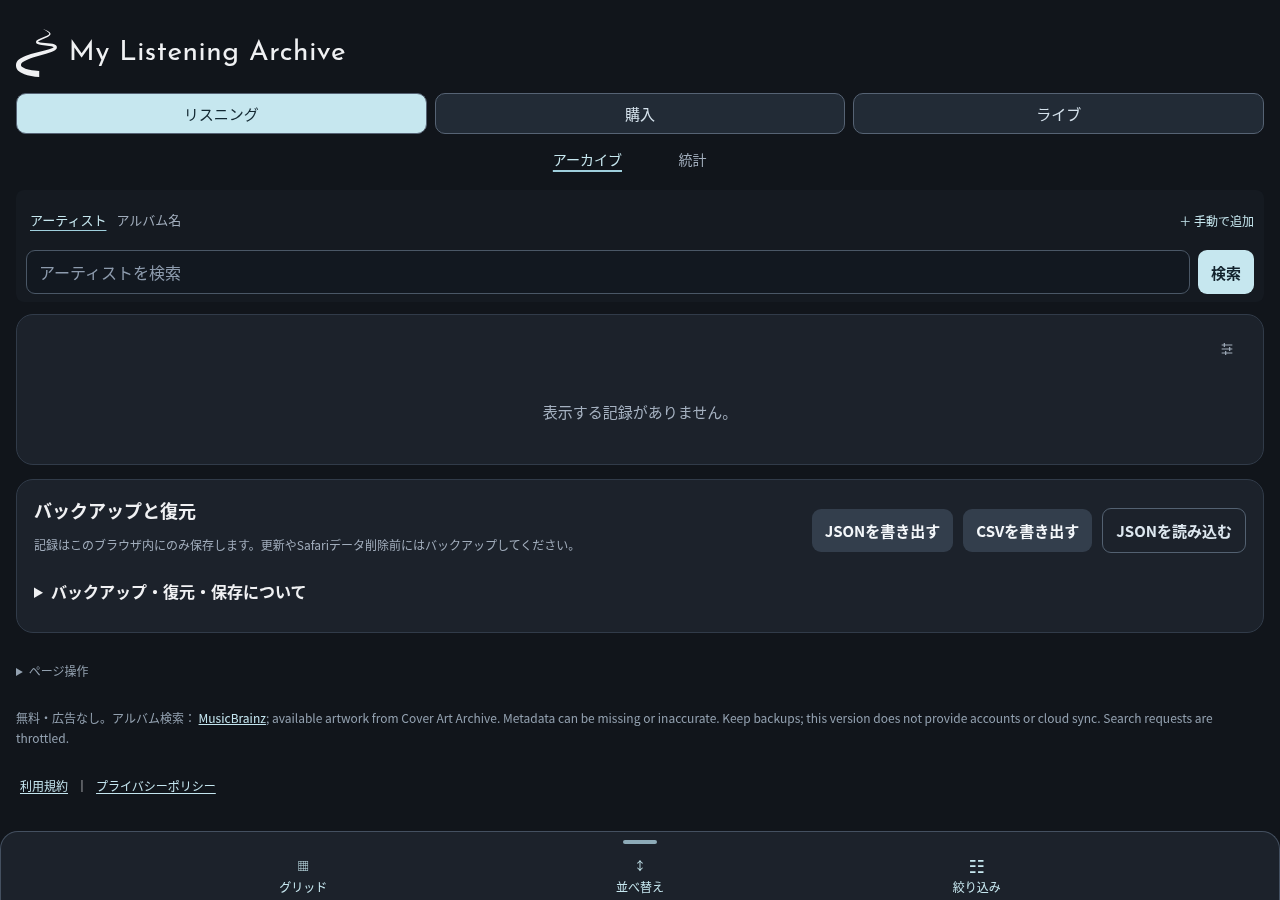 My Listening Archive
リスニング
購入
ライブ
アーカイブ
統計
アーティスト アルバム名
＋手動で追加
アーティストを検索
検索
表示する記録がありません。
バックアップと復元
記録はこのブラウザ内にのみ保存します。更新やSafariデータ削除前にはバックアップしてください。
JSONを書き出す
CSVを書き出す
JSONを読み込む
バックアップ・復元・保存について
ページ操作
無料・広告なし。アルバム検索： MusicBrainz; available artwork from Cover Art Archive. Metadata can be missing or inaccurate. Keep backups; this version does not provide accounts or cloud sync. Search requests are
throttled.
利用規約 | プライバシーポリシー
グリッド
並べ替え
絞り込み